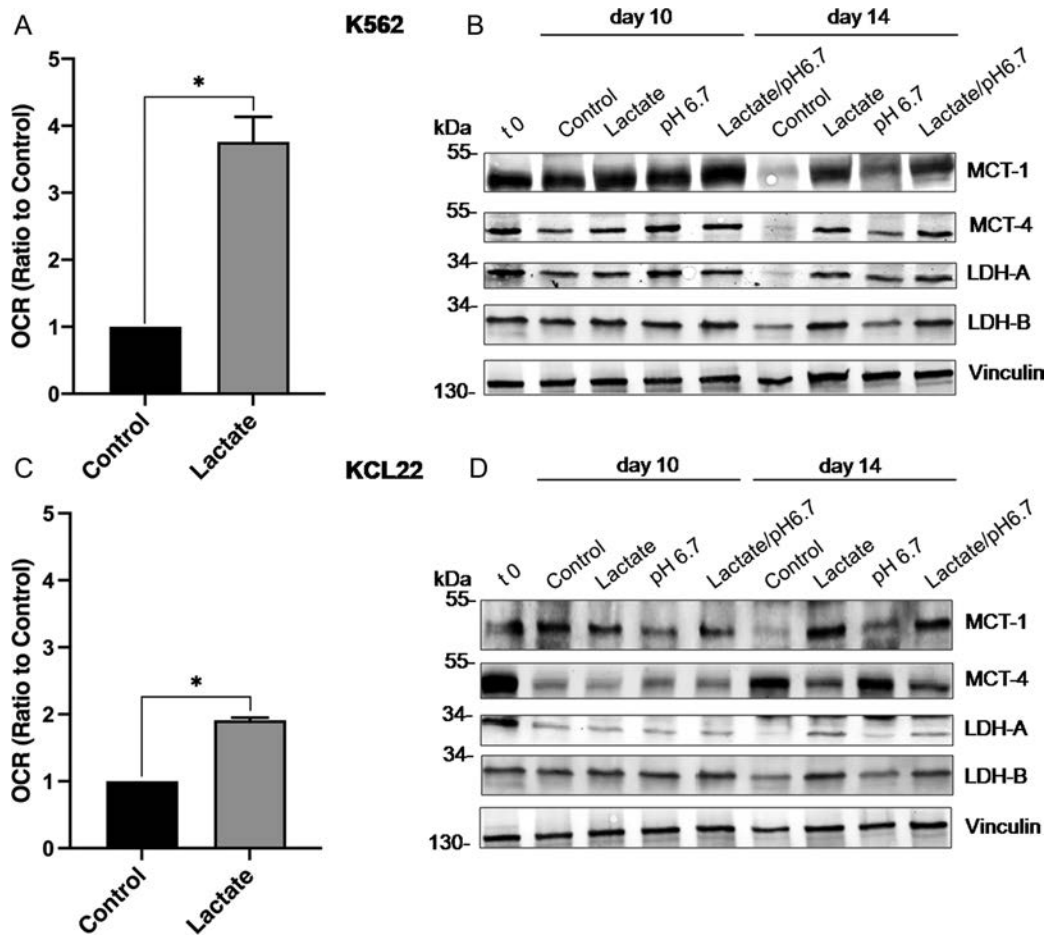 A
K562
B
OCR (Ratio to Control)
5
4
3
2
1
0
*
Control
Lactate
day 10
day 14
kDa
t 0
Control
Lactate
pH 6.7
Lactate/pH6.7
Control
Lactate
pH 6.7
Lactate/pH6.7
55-
MCT-1
55-
MCT-4
34-
LDH-A
34-
LDH-B
130-
Vinculin
C
KCL22
D
OCR (Ratio to Control)
5
4
3
2
1
0
*
Control
Lactate
day 10
day 14
kDa
t 0
Control
Lactate
pH 6.7
Lactate/pH6.7
Control
Lactate
pH 6.7
Lactate/pH6.7
55-
MCT-1
55-
MCT-4
34-
LDH-A
34-
LDH-B
130-
Vinculin